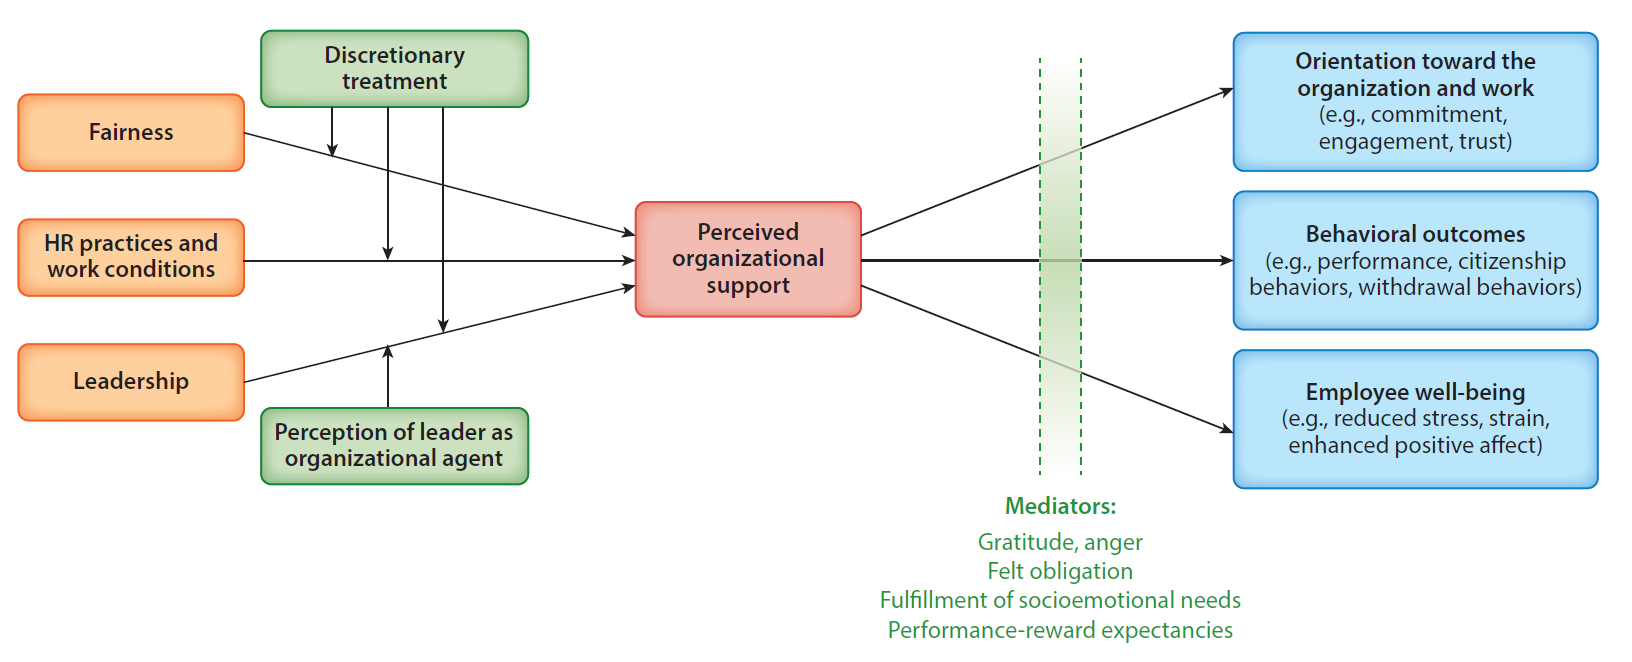 Discretionary
treatment
Fairness
HR practices and
work conditions
Leadership
Perception of leader as
organizational agent
Perceived
organizational
support
Orientation toward the
organization and work
(e.g., commitment,
engagement, trust)
Behavioral outcomes
(e.g., performance, citizenship
behaviors, withdrawal behaviors)
Employee well-being
(e.g., reduced stress, strain,
enhanced positive affect)
Mediators:
Gratitude, anger
Felt obligation
Fulfillment of socioemotional needs
Performance-reward expectancies